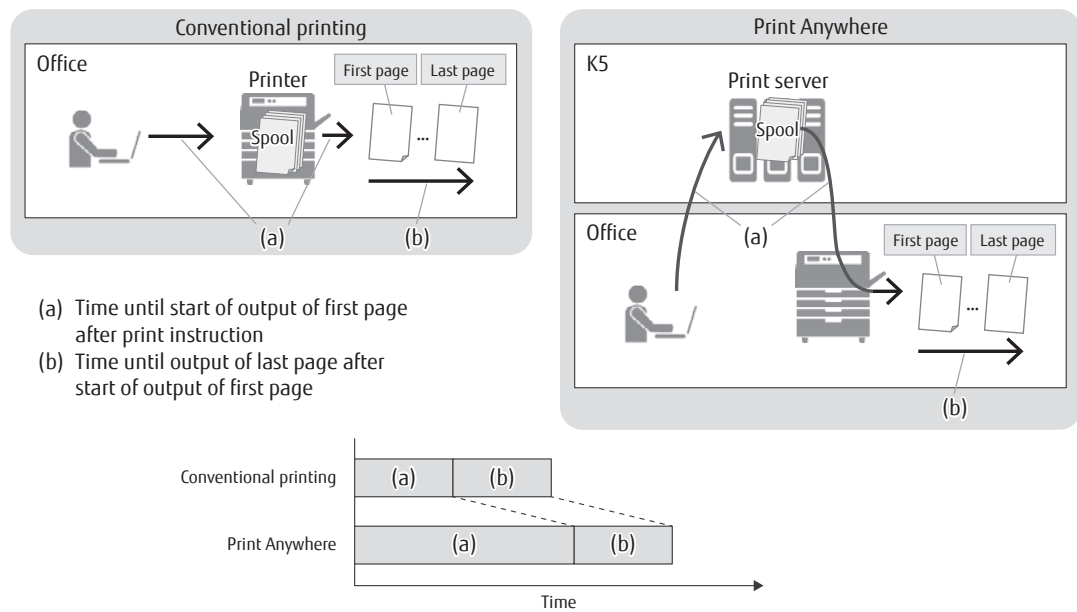 Conventional printing
Office
Printer
Spool
First page
Last page
...
(a)
(b)
Print Anywhere
K5
Print server
Spool
(a)
Office
First page
Last page
...
(b)
(a) Time until start of output of first page
after print instruction
(b) Time until output of last page after
start of output of first page
Conventional printing
(a)
(b)
Print Anywhere
(a)
(b)
Time